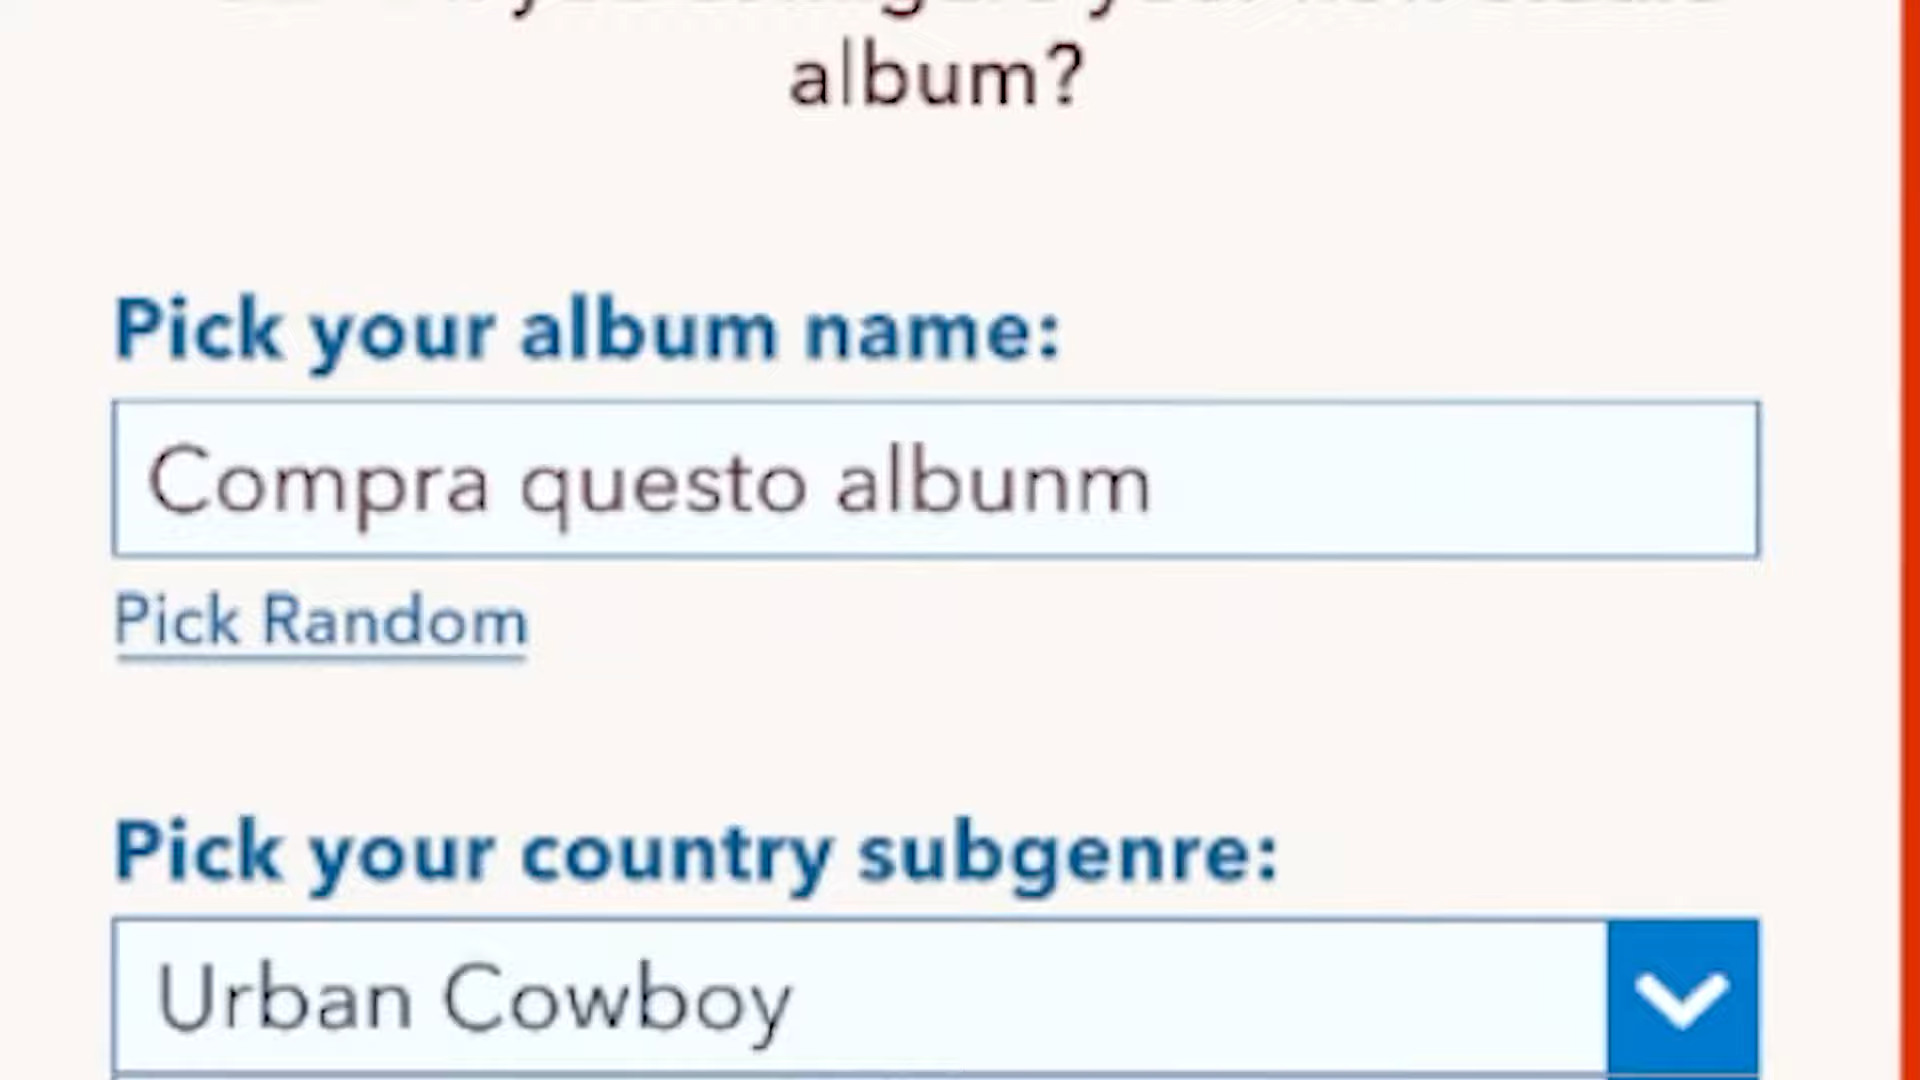 album?
Pick your album name:
Compra questo albunm
Pick Random
Pick your country subgenre:
Urban Cowboy